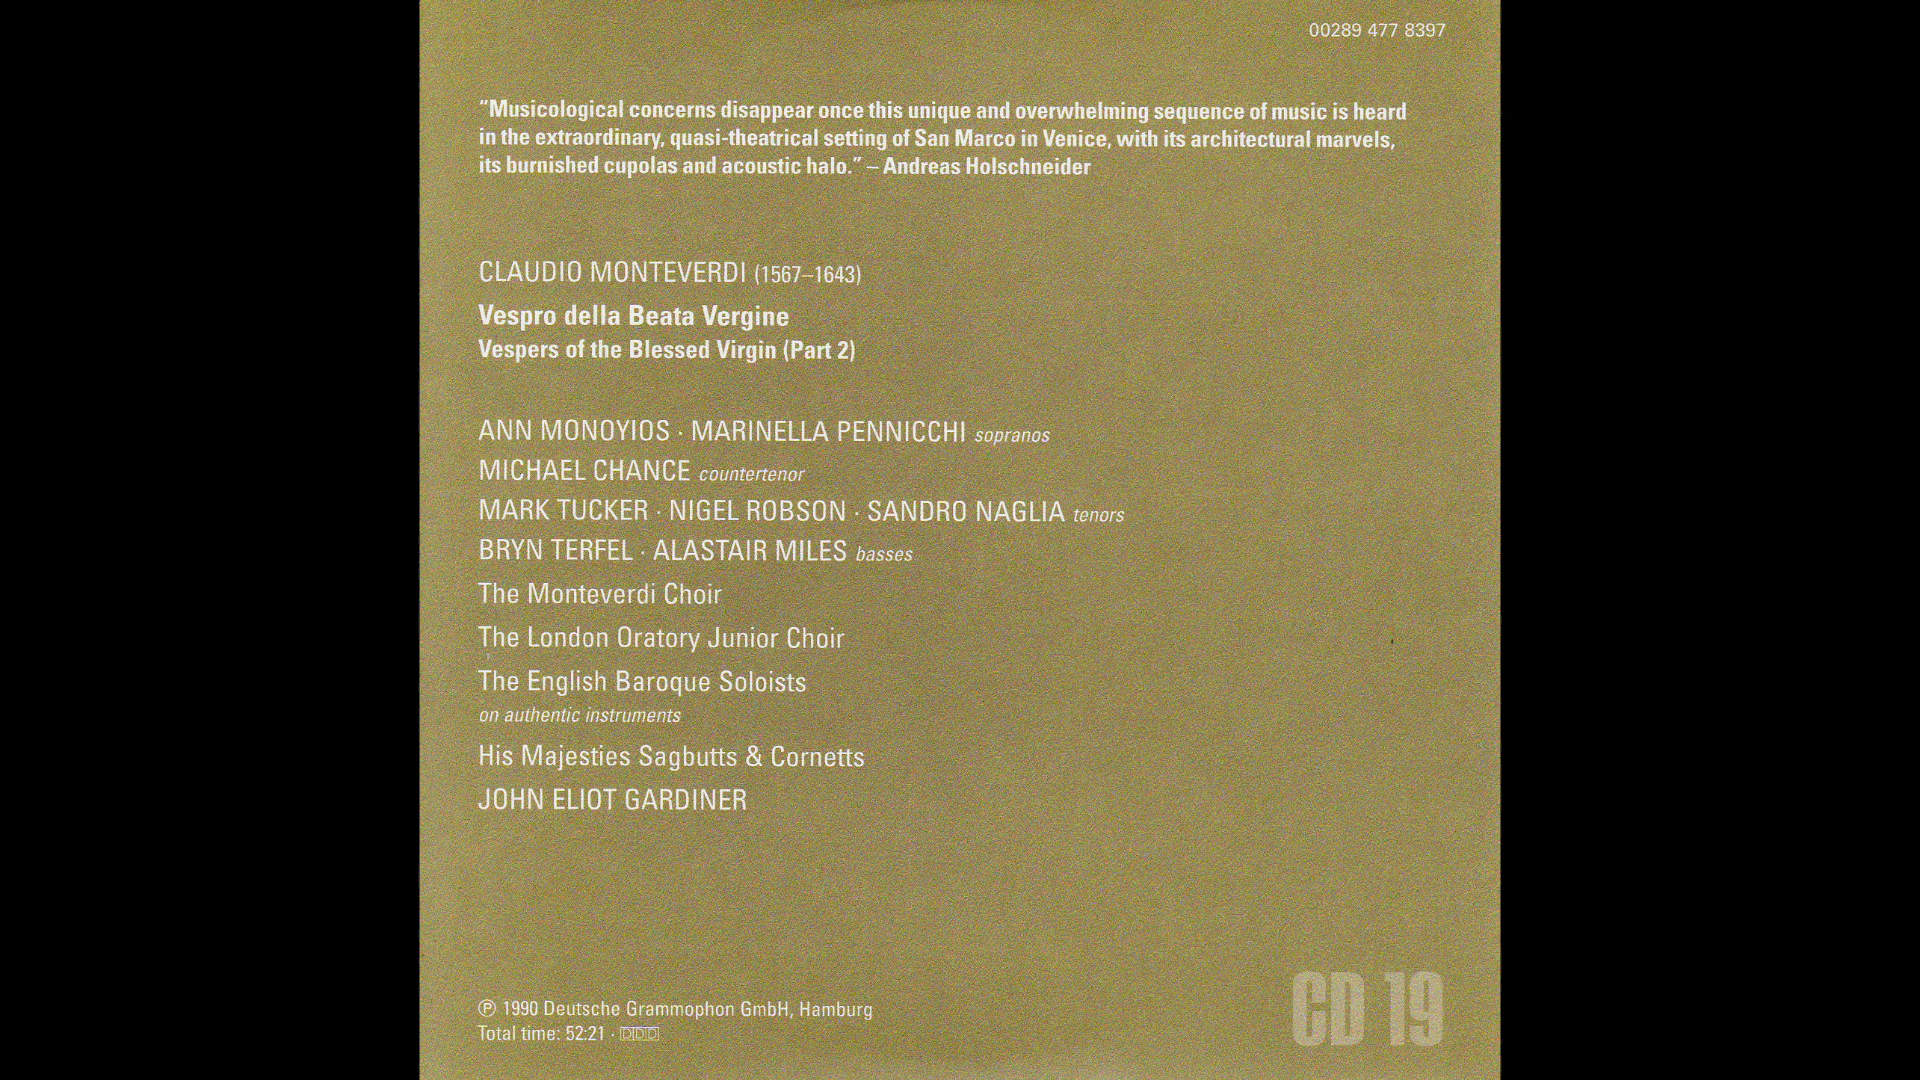 00289 477 8397
“Musicological concerns disappear once this unique and overwhelming sequence of music is heard
in the extraordinary, quasi-theatrical setting of San Marco in Venice, with its architectural marvels,
its burnished cupolas and acoustic halo.” – Andreas Holschneider
CLAUDIO MONTEVERDI (1567–1643)
Vespro della Beata Vergine
Vespers of the Blessed Virgin (Part 2)
ANN MONOYIOS · MARINELLA PENNICCHI sopranos
MICHAEL CHANCE countertenor
MARK TUCKER · NIGEL ROBSON · SANDRO NAGLIA tenors
BRYN TERFEL · ALASTAIR MILES basses
The Monteverdi Choir
The London Oratory Junior Choir
The English Baroque Soloists
on authentic instruments
His Majesties Sagbutts & Cornetts
JOHN ELIOT GARDINER
℗ 1990 Deutsche Grammophon GmbH, Hamburg
Total time: 52:21 · DDD
CD 19